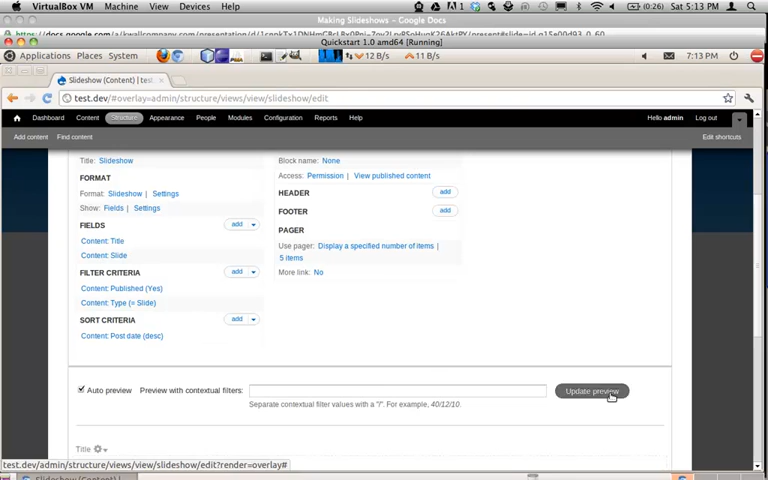 VirtualBox VM Machine View Devices Help (0:26) Sat 5:13 PM
Making Slideshows – Google Docs
Quickstart 1.0 amd64 [Running]
Applications Places System 12 B/s 11 B/s 7:13 PM
Slideshow (Content) | test.
test.dev/#overlay=admin/structure/views/view/slideshow/edit
Dashboard Content Structure Appearance People Modules Configuration Reports Help Hello admin Log out
Add content Find content Edit shortcuts
Title: Slideshow
Block name: None
FORMAT
Access: Permission | View published content
Format: Slideshow | Settings
HEADER add
Show: Fields | Settings
FOOTER add
FIELDS add
PAGER
Content: Title
Use pager: Display a specified number of items |
Content: Slide
5 items
FILTER CRITERIA add
More link: No
Content: Published (Yes)
Content: Type (= Slide)
SORT CRITERIA add
Content: Post date (desc)
Auto preview Preview with contextual filters: Update preview
Separate contextual filter values with a "/". For example, 40/12/10.
Title
test.dev/admin/structure/views/view/slideshow/edit?render=overlay#